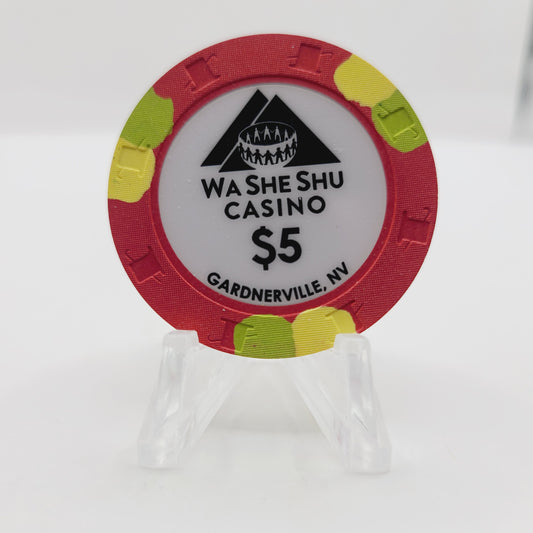 WA SHE SHU
CASINO
$5
GARDNERVILLE, NV